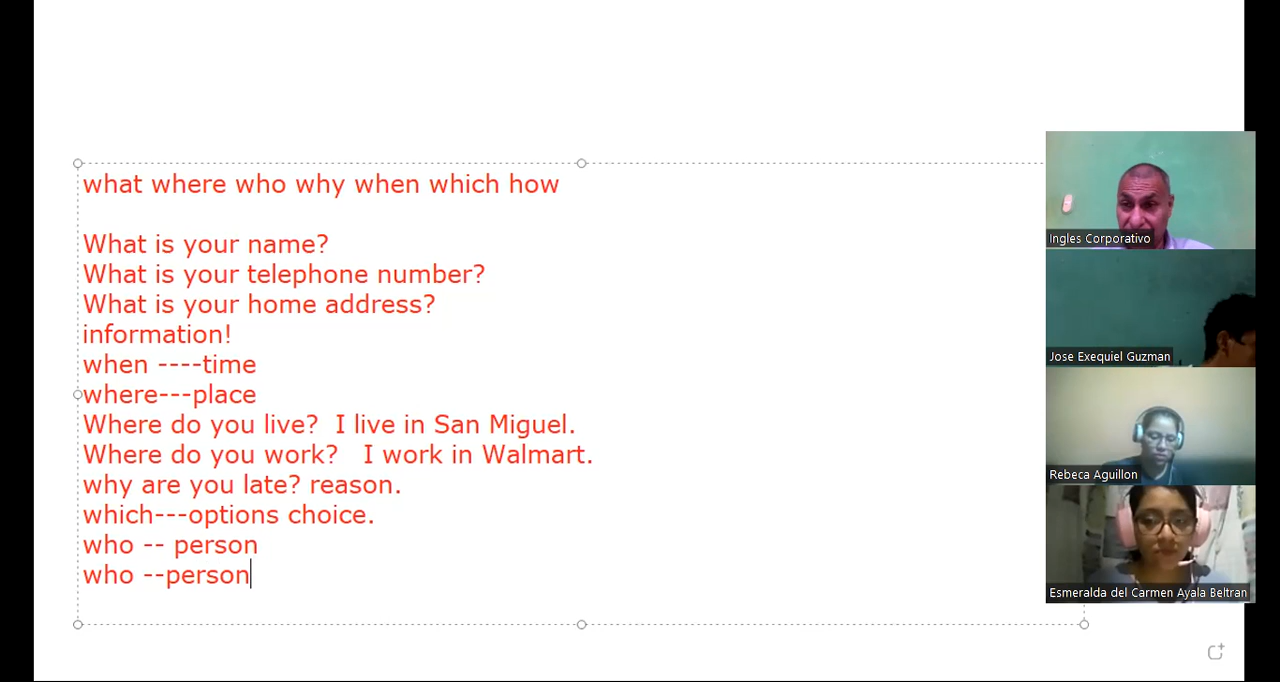 what where who why when which how
What is your name?
What is your telephone number?
What is your home address?
information!
when ----time
where---place
Where do you live?  I live in San Miguel.
Where do you work?   I work in Walmart.
why are you late? reason.
which---options choice.
who -- person
who --person
Ingles Corporativo
Jose Exequiel Guzman
Rebeca Aguillon
Esmeralda del Carmen Ayala Beltran